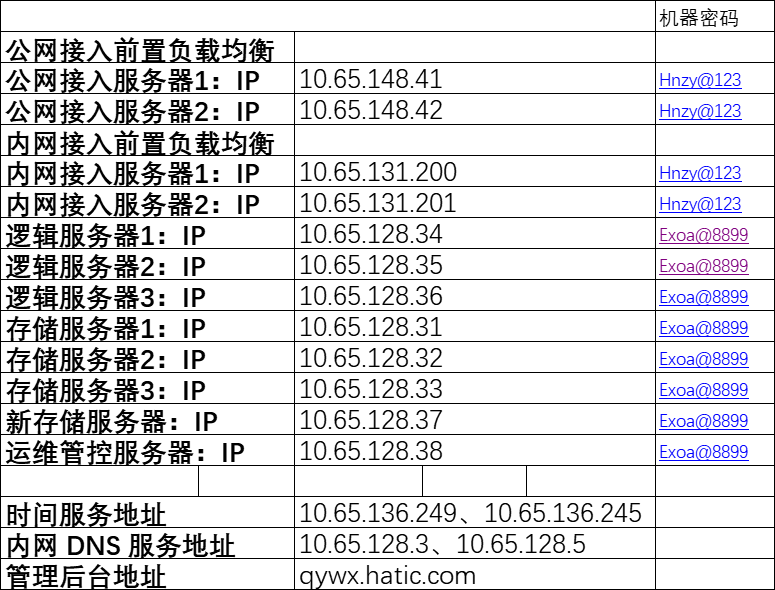 机器密码
公网接入前置负载均衡
公网接入服务器1：IP 10.65.148.41 Hnzy@123
公网接入服务器2：IP 10.65.148.42 Hnzy@123
内网接入前置负载均衡
内网接入服务器1：IP 10.65.131.200 Hnzy@123
内网接入服务器2：IP 10.65.131.201 Hnzy@123
逻辑服务器1：IP 10.65.128.34 Exoa@8899
逻辑服务器2：IP 10.65.128.35 Exoa@8899
逻辑服务器3：IP 10.65.128.36 Exoa@8899
存储服务器1：IP 10.65.128.31 Exoa@8899
存储服务器2：IP 10.65.128.32 Exoa@8899
存储服务器3：IP 10.65.128.33 Exoa@8899
新存储服务器：IP 10.65.128.37 Exoa@8899
运维管控服务器：IP 10.65.128.38 Exoa@8899
时间服务地址 10.65.136.249、10.65.136.245
内网 DNS 服务地址 10.65.128.3、10.65.128.5
管理后台地址 qywx.hatic.com